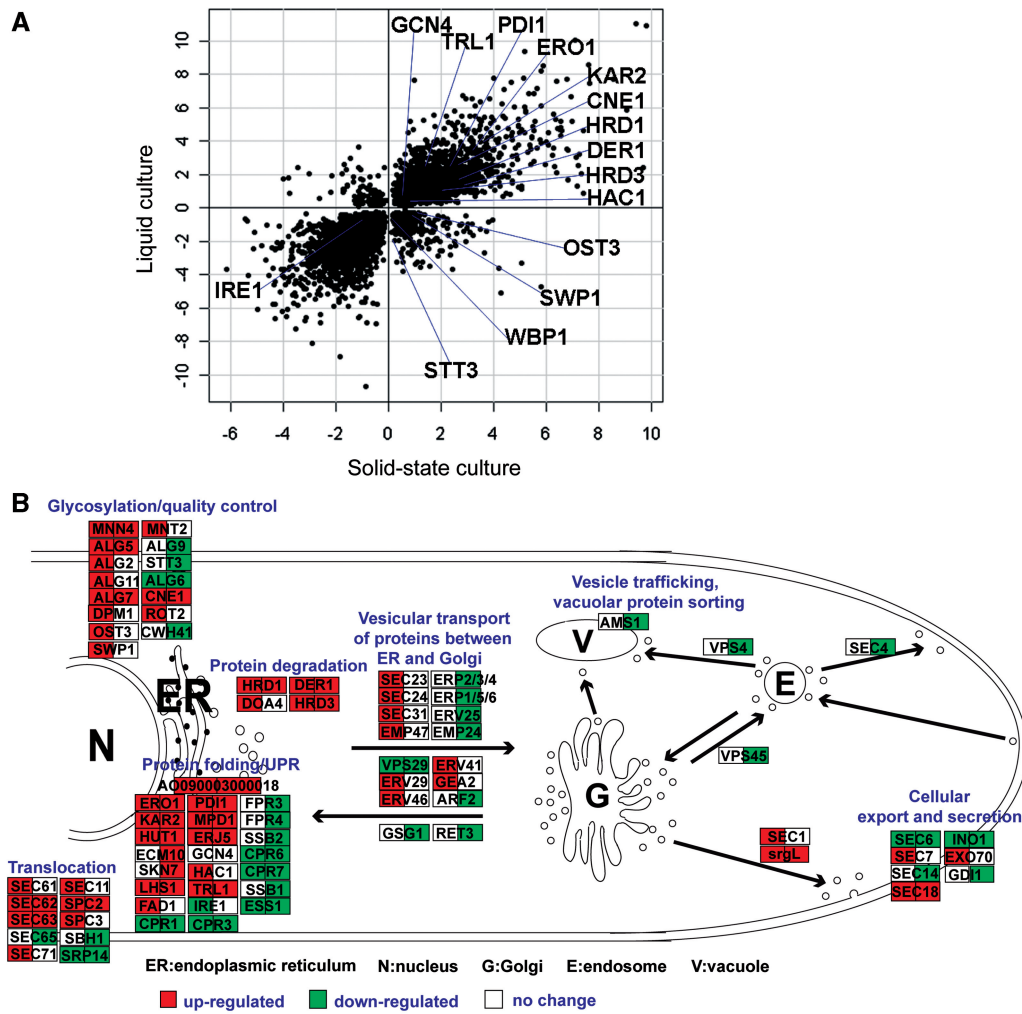 A
GCN4
PDI1
TRL1
ERO1
KAR2
CNE1
HRD1
DER1
HRD3
HAC1
OST3
SWP1
WBP1
STT3
IRE1
10
8
6
4
2
0
-2
-4
-6
-8
-10
Liquid culture
-6 -4 -2 0 2 4 6 8 10
Solid-state culture
B
Glycosylation/quality control
MNN4 MNT2
ALG5 ALG9
ALG2 STT3
ALG11 ALG6
ALG7 CNE1
DPM1 ROT2
OST3 CWH41
SWP1
ER
N
Protein degradation
HRD1 DER1
DOA4 HRD3
Protein folding/UPR
AO090003000018
ERO1 PDI1 FPR3
KAR2 MPD1 FPR4
HUT1 ERJ5 SSB2
ECM10 GCN4 CPR6
SKN7 HAC1 CPR7
LHS1 TRL1 SSB1
FAD1 IRE1 ESS1
CPR1 CPR3
Translocation
SEC61 SEC11
SEC62 SPC2
SEC63 SPC3
SEC65 SBH1
SEC71 SRP14
Vesicular transport
of proteins between
ER and Golgi
SEC23 ERP2/3/4
SEC24 ERP1/5/6
SEC31 ERV25
EMP47 EMP24
VPS29 ERV41
ERV29 GEA2
ERV46 ARF2
GSG1 RET3
Vesicle trafficking,
vacuolar protein sorting
AMS1
V
VPS4
SEC4
E
VPS45
G
SEC1
srgL
Cellular
export and secretion
SEC6 INO1
SEC7 EXO70
SEC14 GDI1
SEC18
ER:endoplasmic reticulum N:nucleus G:Golgi E:endosome V:vacuole
up-regulated down-regulated no change